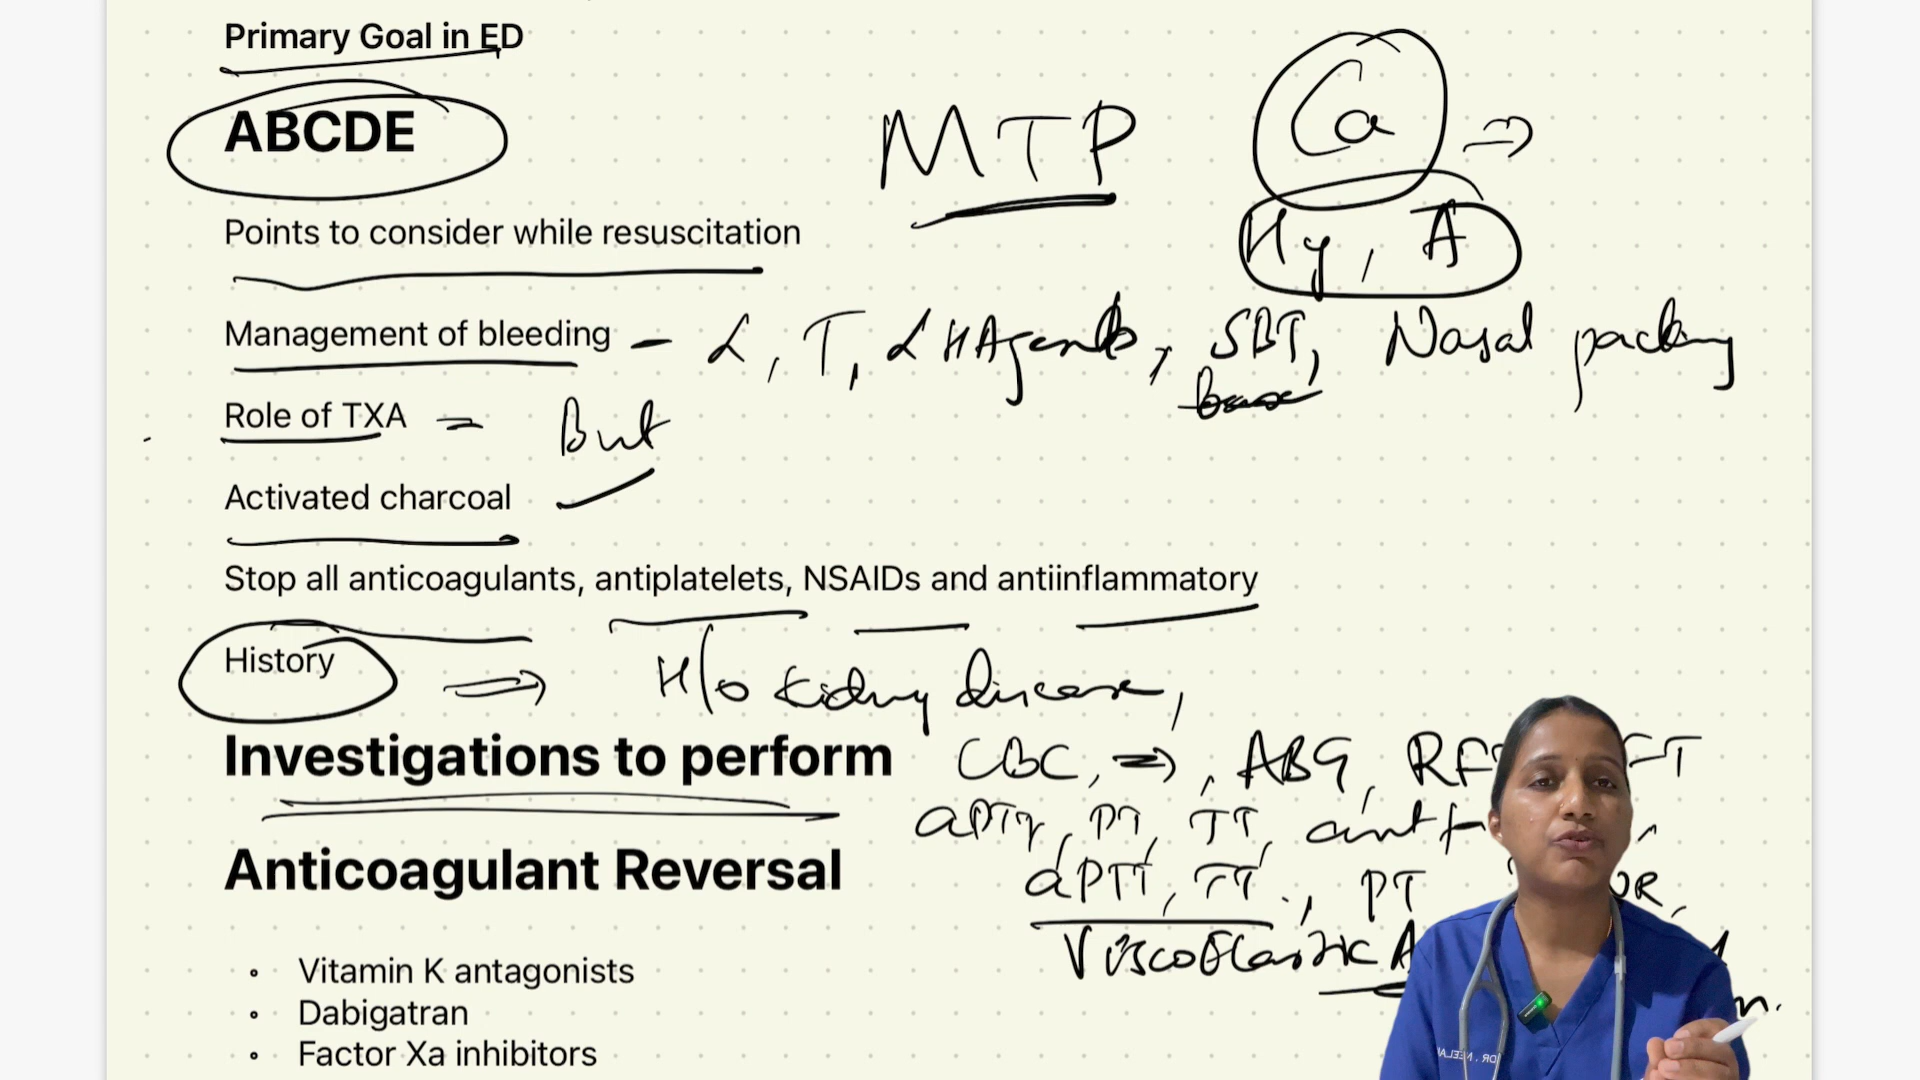 Primary Goal in ED
ABCDE
MTP
Ca ⇒
Hy, A
Points to consider while resuscitation
Management of bleeding - L, T, LHAgents, SBT, Nasal packing
Role of TXA = But
Activated charcoal
Stop all anticoagulants, antiplatelets, NSAIDs and antiinflammatory
History ⇒ H/o Kidney disease,
Investigations to perform CBC, ⇒, ABG,
aPTT, PT, TT,
Anticoagulant Reversal aPTT, TT, PT
ViscoElastic
• Vitamin K antagonists
• Dabigatran
• Factor Xa inhibitors